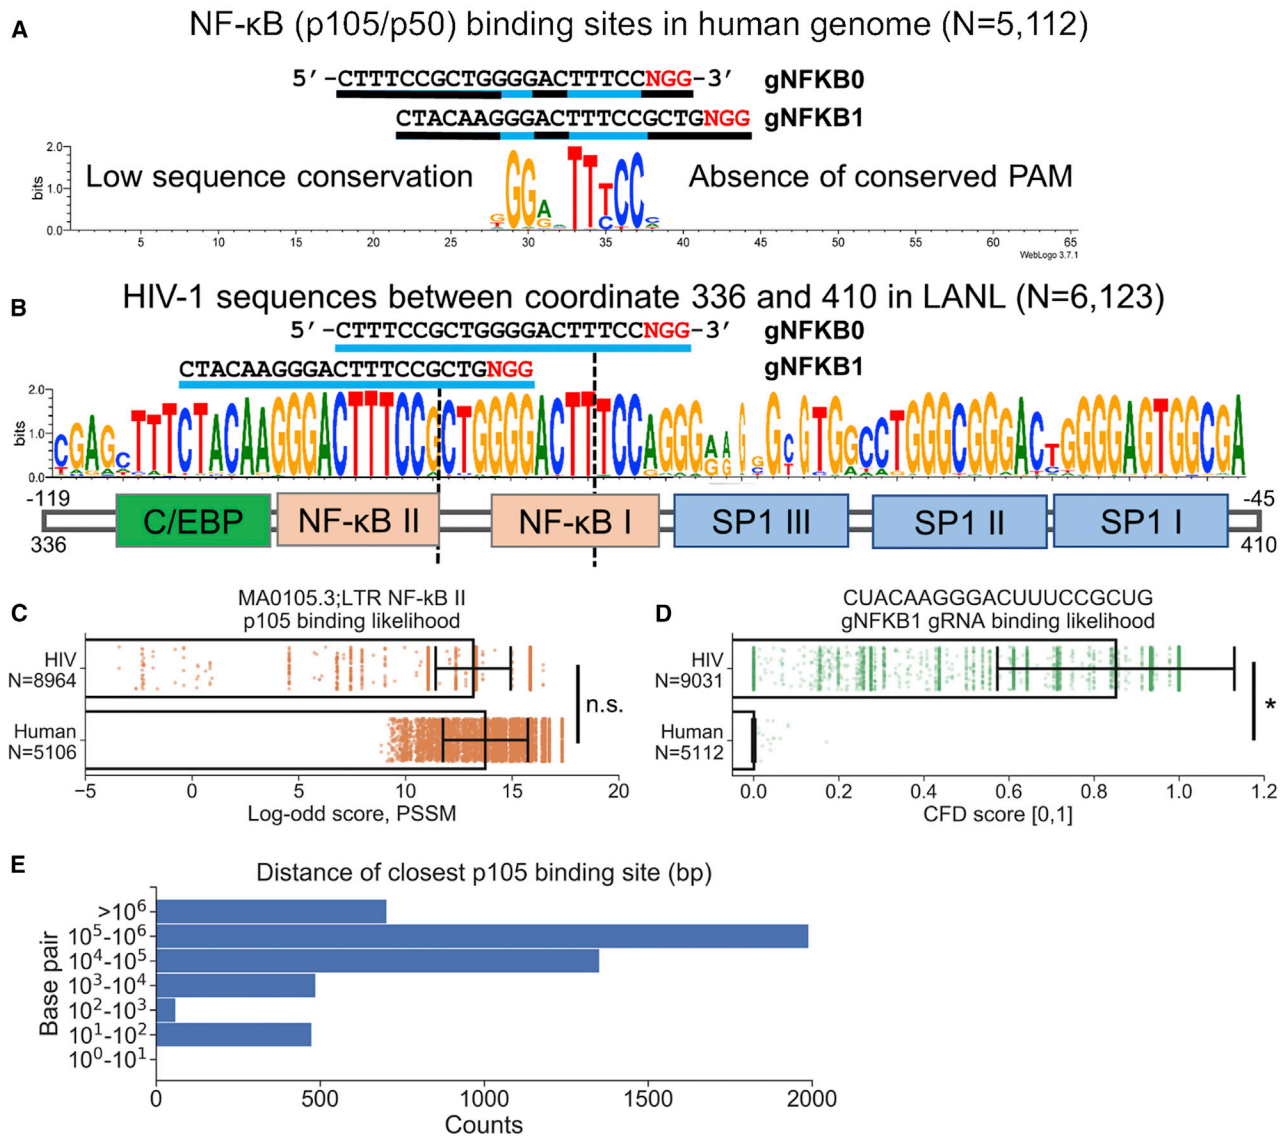 A
NF-κB (p105/p50) binding sites in human genome (N=5,112)
5′-CTTTCCGCTGGGGACTTTCCNGG-3′ gNFKB0
CTACAAGGGACTTTCCGCTGNGG gNFKB1
Low sequence conservation
Absence of conserved PAM
bits
2.0
1.0
0.0
5 10 15 20 25 30 35 40 45 50 55 60 65
WebLogo 3.7.1
B
HIV-1 sequences between coordinate 336 and 410 in LANL (N=6,123)
5′-CTTTCCGCTGGGGACTTTCCNGG-3′ gNFKB0
CTACAAGGGACTTTCCGCTGNGG gNFKB1
bits
2.0
1.0
0.0
-119
336
C/EBP
NF-κB II
NF-κB I
SP1 III
SP1 II
SP1 I
-45
410
C
MA0105.3;LTR NF-kB II
p105 binding likelihood
HIV
N=8964
Human
N=5106
n.s.
−5 0 5 10 15 20
Log-odd score, PSSM
D
CUACAAGGGACUUUCCGCUG
gNFKB1 gRNA binding likelihood
HIV
N=9031
Human
N=5112
*
0.0 0.2 0.4 0.6 0.8 1.0 1.2
CFD score [0,1]
E
Distance of closest p105 binding site (bp)
Base pair
>10⁶
10⁵-10⁶
10⁴-10⁵
10³-10⁴
10²-10³
10¹-10²
10⁰-10¹
0 500 1000 1500 2000
Counts